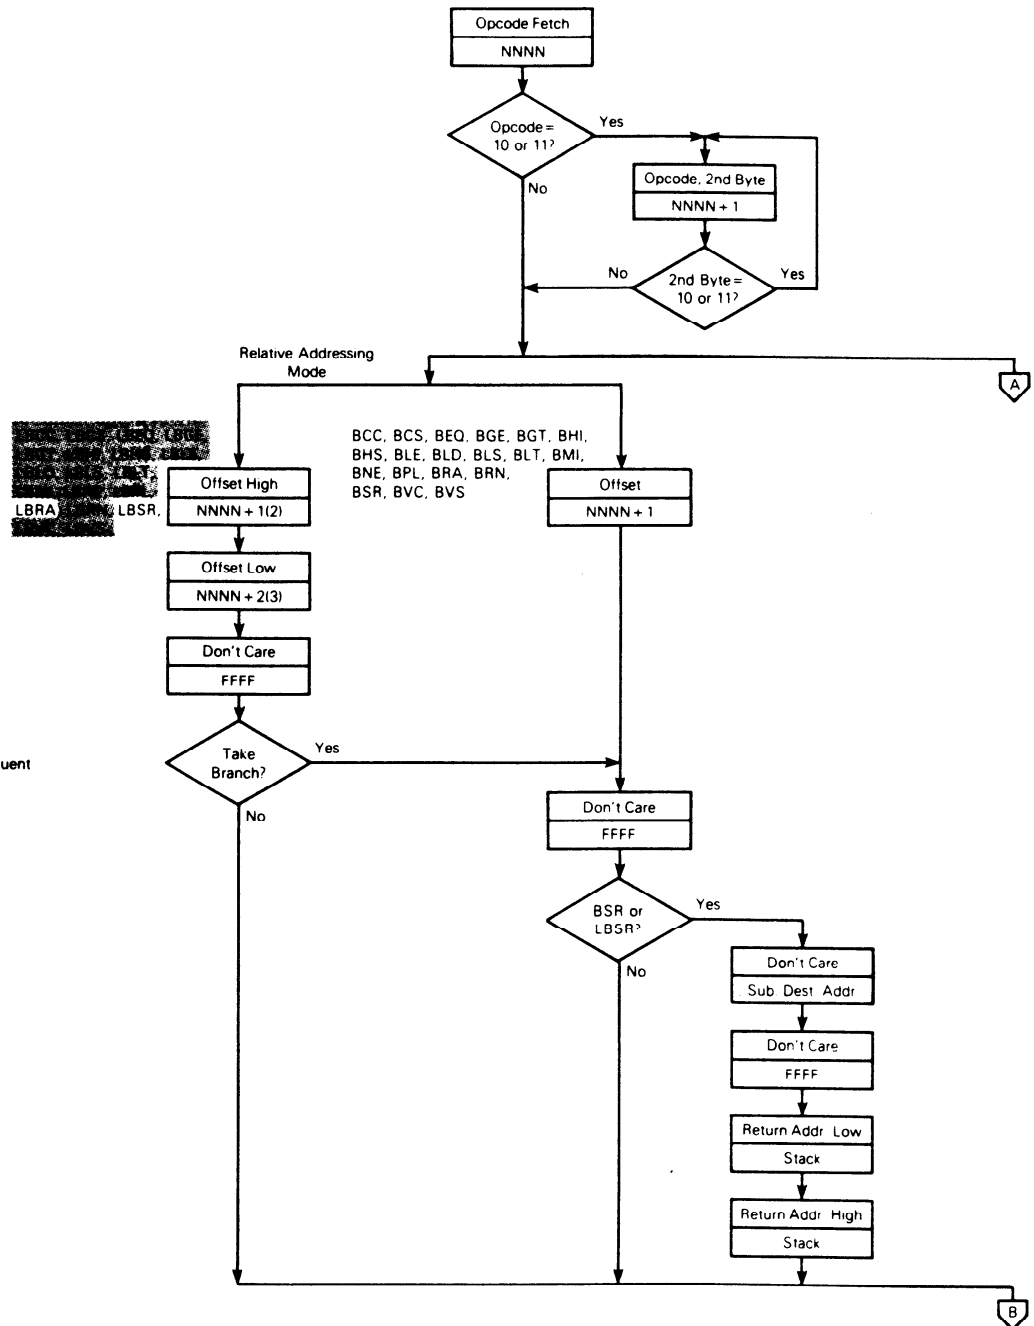 Opcode Fetch
NNNN
Opcode =
10 or 11?
Yes
No
Opcode, 2nd Byte
NNNN + 1
2nd Byte =
10 or 11?
No
Yes
Relative Addressing
Mode
A
LBRA
LBSR,
BCC, BCS, BEQ, BGE, BGT, BHI,
BHS, BLE, BLD, BLS, BLT, BMI,
BNE, BPL, BRA, BRN,
BSR, BVC, BVS
Offset High
NNNN + 1(2)
Offset
NNNN + 1
Offset Low
NNNN + 2(3)
Don't Care
FFFF
Take
Branch?
Yes
No
uent
Don't Care
FFFF
BSR or
LBSR?
Yes
No
Don't Care
Sub Dest Addr
Don't Care
FFFF
Return Addr Low
Stack
Return Addr High
Stack
B